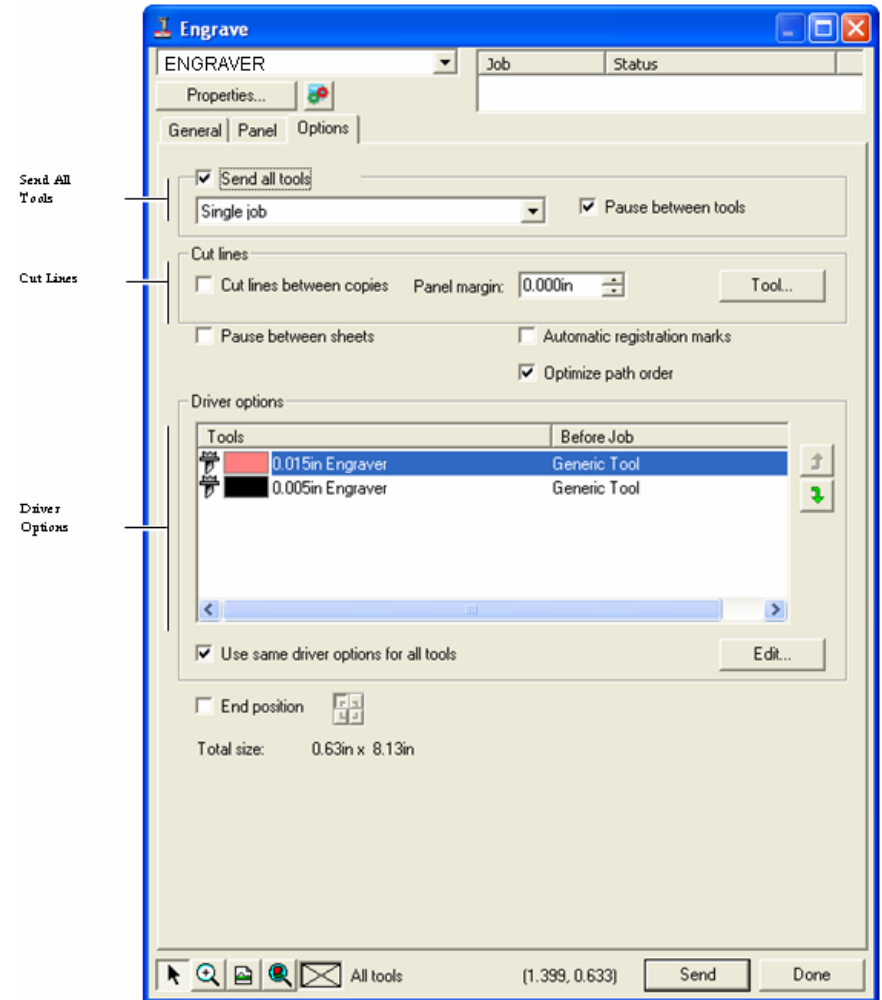 Engrave
ENGRAVER
Job Status
Properties...
General Panel Options
Send All
Tools
Send all tools
Single job
Pause between tools
Cut Lines
Cut lines
Cut lines between copies Panel margin: 0.000in Tool...
Pause between sheets Automatic registration marks
Optimize path order
Driver
Options
Driver options
Tools Before Job
0.015in Engraver Generic Tool
0.005in Engraver Generic Tool
Use same driver options for all tools Edit...
End position
Total size: 0.63in x 8.13in
All tools (1.399, 0.633) Send Done